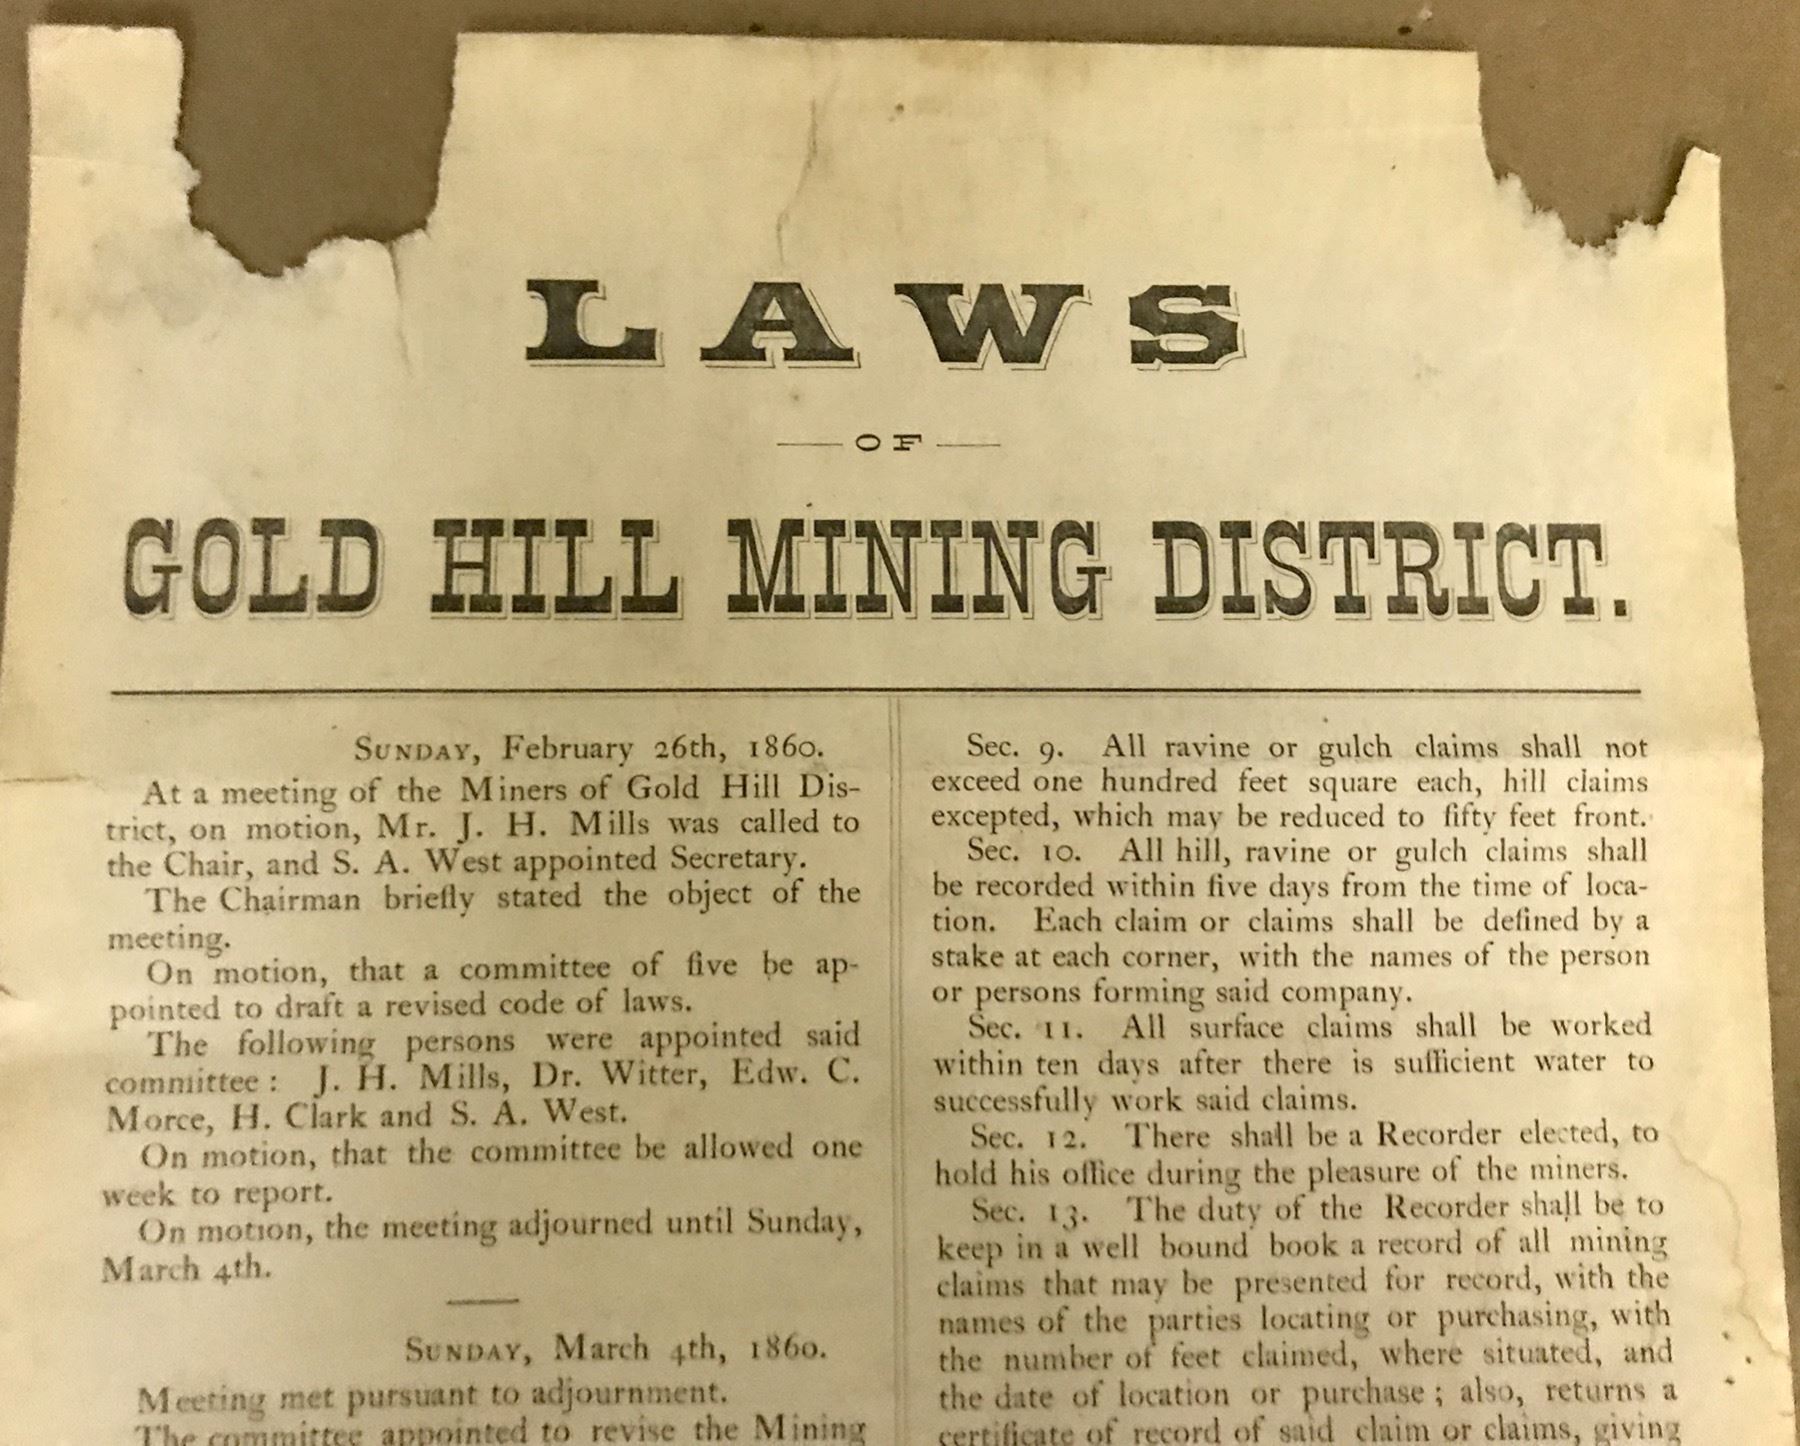 LAWS
OF
GOLD HILL MINING DISTRICT.
SUNDAY, February 26th, 1860.
At a meeting of the Miners of Gold Hill Dis-
trict, on motion, Mr. J. H. Mills was called to
the Chair, and S. A. West appointed Secretary.
The Chairman briefly stated the object of the
meeting.
On motion, that a committee of five be ap-
pointed to draft a revised code of laws.
The following persons were appointed said
committee: J. H. Mills, Dr. Witter, Edw. C.
Morce, H. Clark and S. A. West.
On motion, that the committee be allowed one
week to report.
On motion, the meeting adjourned until Sunday,
March 4th.
SUNDAY, March 4th, 1860.
Meeting met pursuant to adjournment.
The committee appointed to revise the Mining
Sec. 9. All ravine or gulch claims shall not
exceed one hundred feet square each, hill claims
excepted, which may be reduced to fifty feet front.
Sec. 10. All hill, ravine or gulch claims shall
be recorded within five days from the time of loca-
tion. Each claim or claims shall be defined by a
stake at each corner, with the names of the person
or persons forming said company.
Sec. 11. All surface claims shall be worked
within ten days after there is sufficient water to
successfully work said claims.
Sec. 12. There shall be a Recorder elected, to
hold his office during the pleasure of the miners.
Sec. 13. The duty of the Recorder shall be to
keep in a well bound book a record of all mining
claims that may be presented for record, with the
names of the parties locating or purchasing, with
the number of feet claimed, where situated, and
the date of location or purchase; also, returns a
certificate of record of said claim or claims, giving